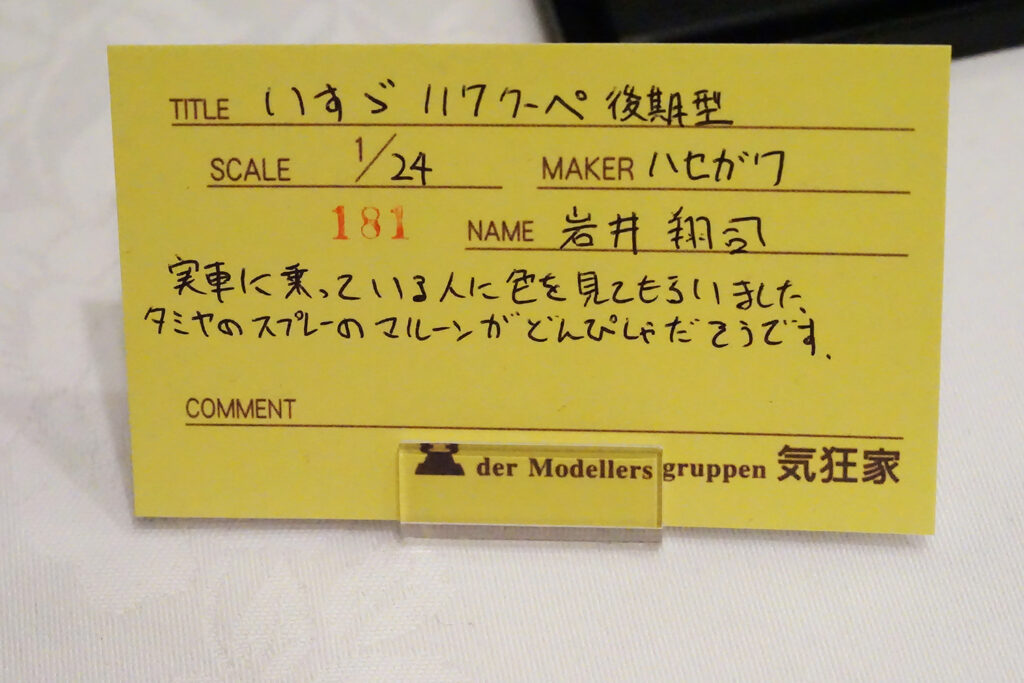 TITLE いすゞ 117クーペ 後期型
SCALE 1/24 MAKER ハセガワ
181 NAME 岩井 翔司
実車に乗っている人に色を見てもらいました、
タミヤのスプレーのマルーンがどんぴしゃだそうです.
COMMENT
der Modellers gruppen 気狂家